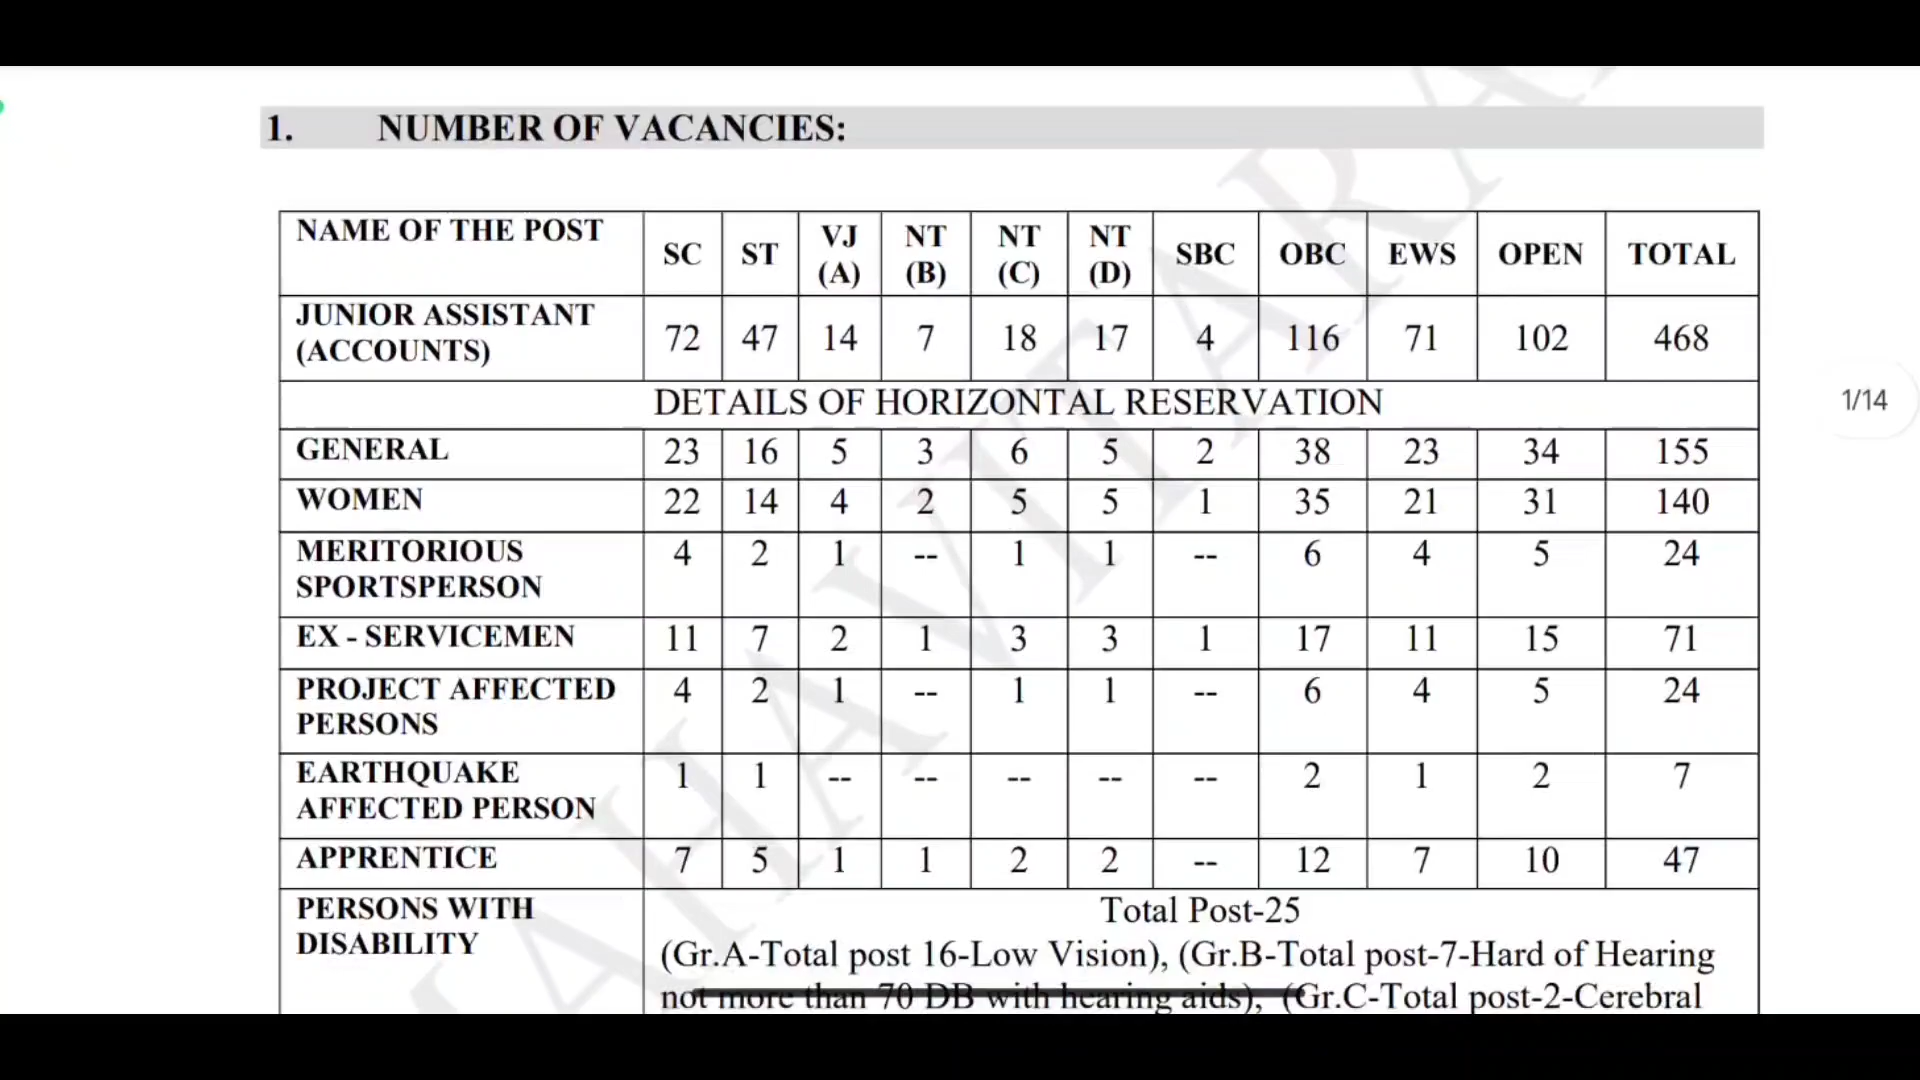 1. NUMBER OF VACANCIES:
NAME OF THE POST SC ST VJ (A) NT (B) NT (C) NT (D) SBC OBC EWS OPEN TOTAL
JUNIOR ASSISTANT (ACCOUNTS) 72 47 14 7 18 17 4 116 71 102 468
DETAILS OF HORIZONTAL RESERVATION
GENERAL 23 16 5 3 6 5 2 38 23 34 155
WOMEN 22 14 4 2 5 5 1 35 21 31 140
MERITORIOUS SPORTSPERSON 4 2 1 -- 1 1 -- 6 4 5 24
EX - SERVICEMEN 11 7 2 1 3 3 1 17 11 15 71
PROJECT AFFECTED PERSONS 4 2 1 -- 1 1 -- 6 4 5 24
EARTHQUAKE AFFECTED PERSON 1 1 -- -- -- -- -- 2 1 2 7
APPRENTICE 7 5 1 1 2 2 -- 12 7 10 47
PERSONS WITH DISABILITY
Total Post-25
(Gr.A-Total post 16-Low Vision), (Gr.B-Total post-7-Hard of Hearing
not more than 70 DB with hearing aids), (Gr.C-Total post-2-Cerebral
1/14